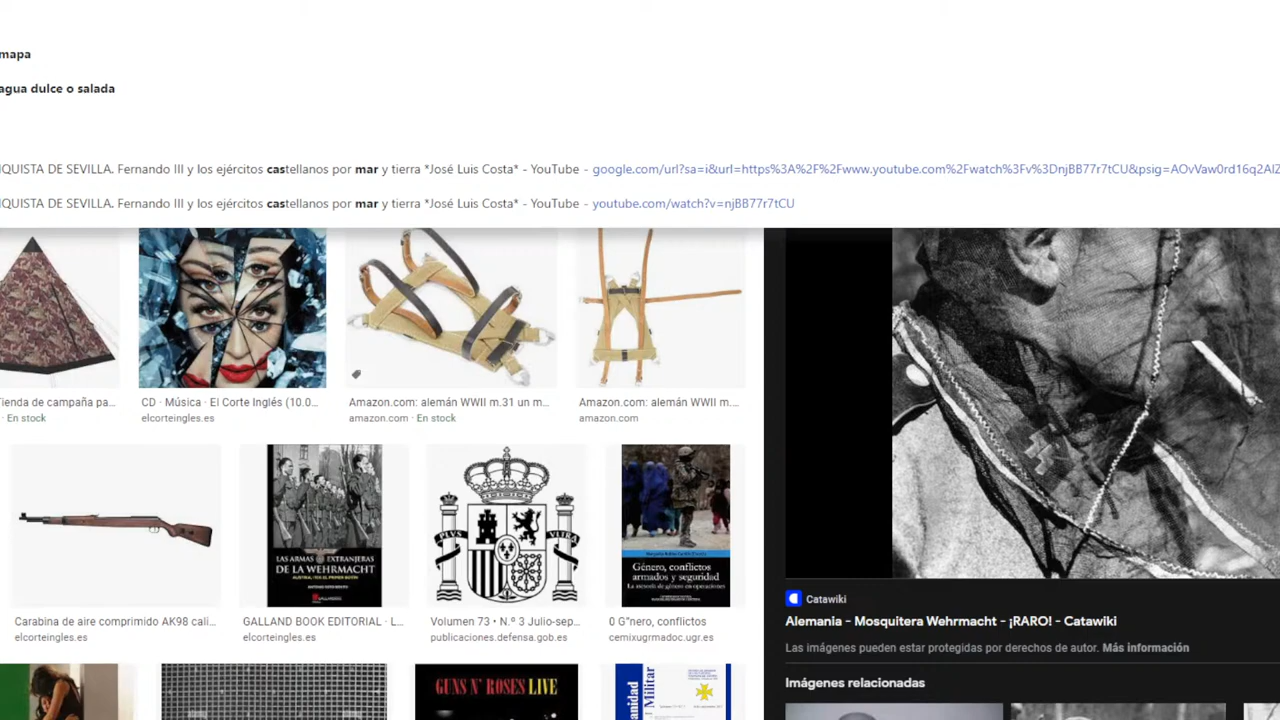 mapa
agua dulce o salada
QUISTA DE SEVILLA. Fernando III y los ejércitos castellanos por mar y tierra *José Luis Costa* - YouTube - google.com/url?sa=i&url=https%3A%2F%2Fwww.youtube.com%2Fwatch%3Fv%3DnjBB77r7tCU&psig=AOvVaw0rd16q2AIZ
QUISTA DE SEVILLA. Fernando III y los ejércitos castellanos por mar y tierra *José Luis Costa* - YouTube - youtube.com/watch?v=njBB77r7tCU
Tienda de campaña pa...
· En stock
CD · Música · El Corte Inglés (10.0...
elcorteingles.es
Amazon.com: alemán WWII m.31 un m...
amazon.com · En stock
Amazon.com: alemán WWII m....
amazon.com
LAS ARMAS EXTRANJERAS
DE LA WEHRMACHT
PLVS VLTRA
Género, conflictos
armados y seguridad
Carabina de aire comprimido AK98 cali...
elcorteingles.es
GALLAND BOOK EDITORIAL · L...
elcorteingles.es
Volumen 73 • N.º 3 Julio-sep...
publicaciones.defensa.gob.es
0 G"nero, conflictos
cemixugrmadoc.ugr.es
GUNS N' ROSES LIVE
anidad
Militar
Catawiki
Alemania - Mosquitera Wehrmacht - ¡RARO! - Catawiki
Las imágenes pueden estar protegidas por derechos de autor. Más información
Imágenes relacionadas